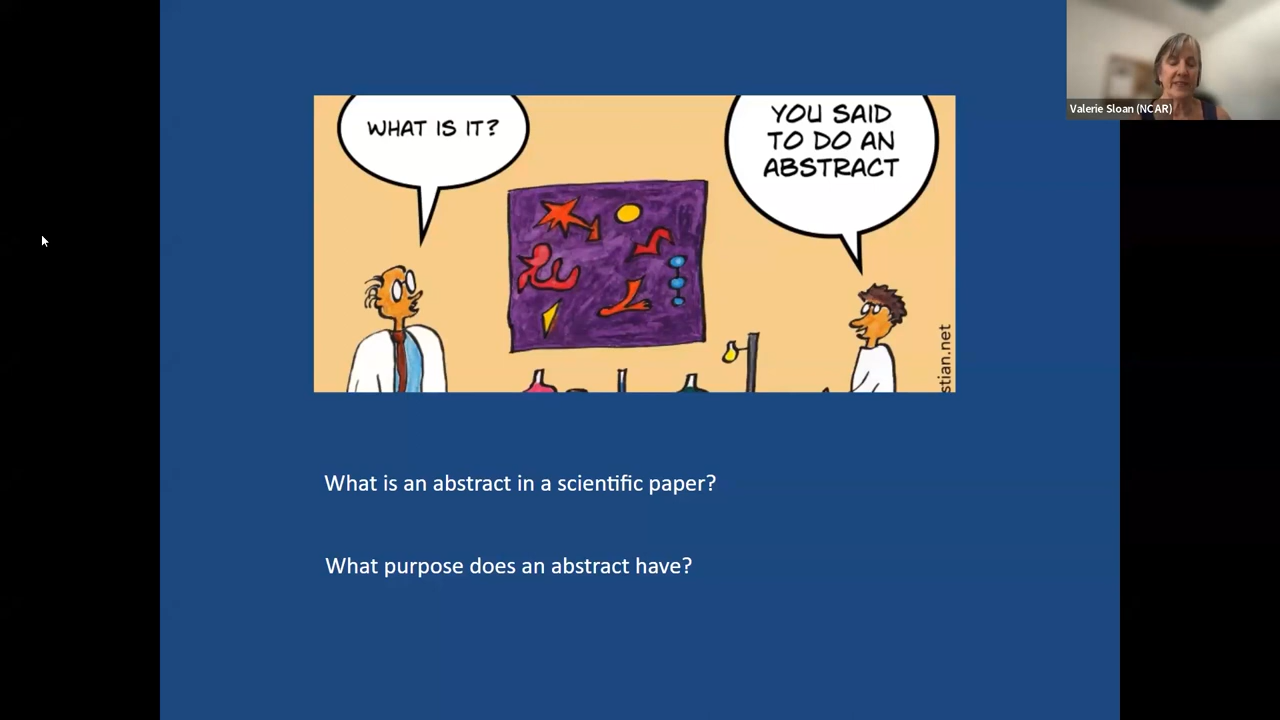 WHAT IS IT?
YOU SAID
TO DO AN
ABSTRACT
Valerie Sloan (NCAR)
stian.net
What is an abstract in a scientific paper?
What purpose does an abstract have?